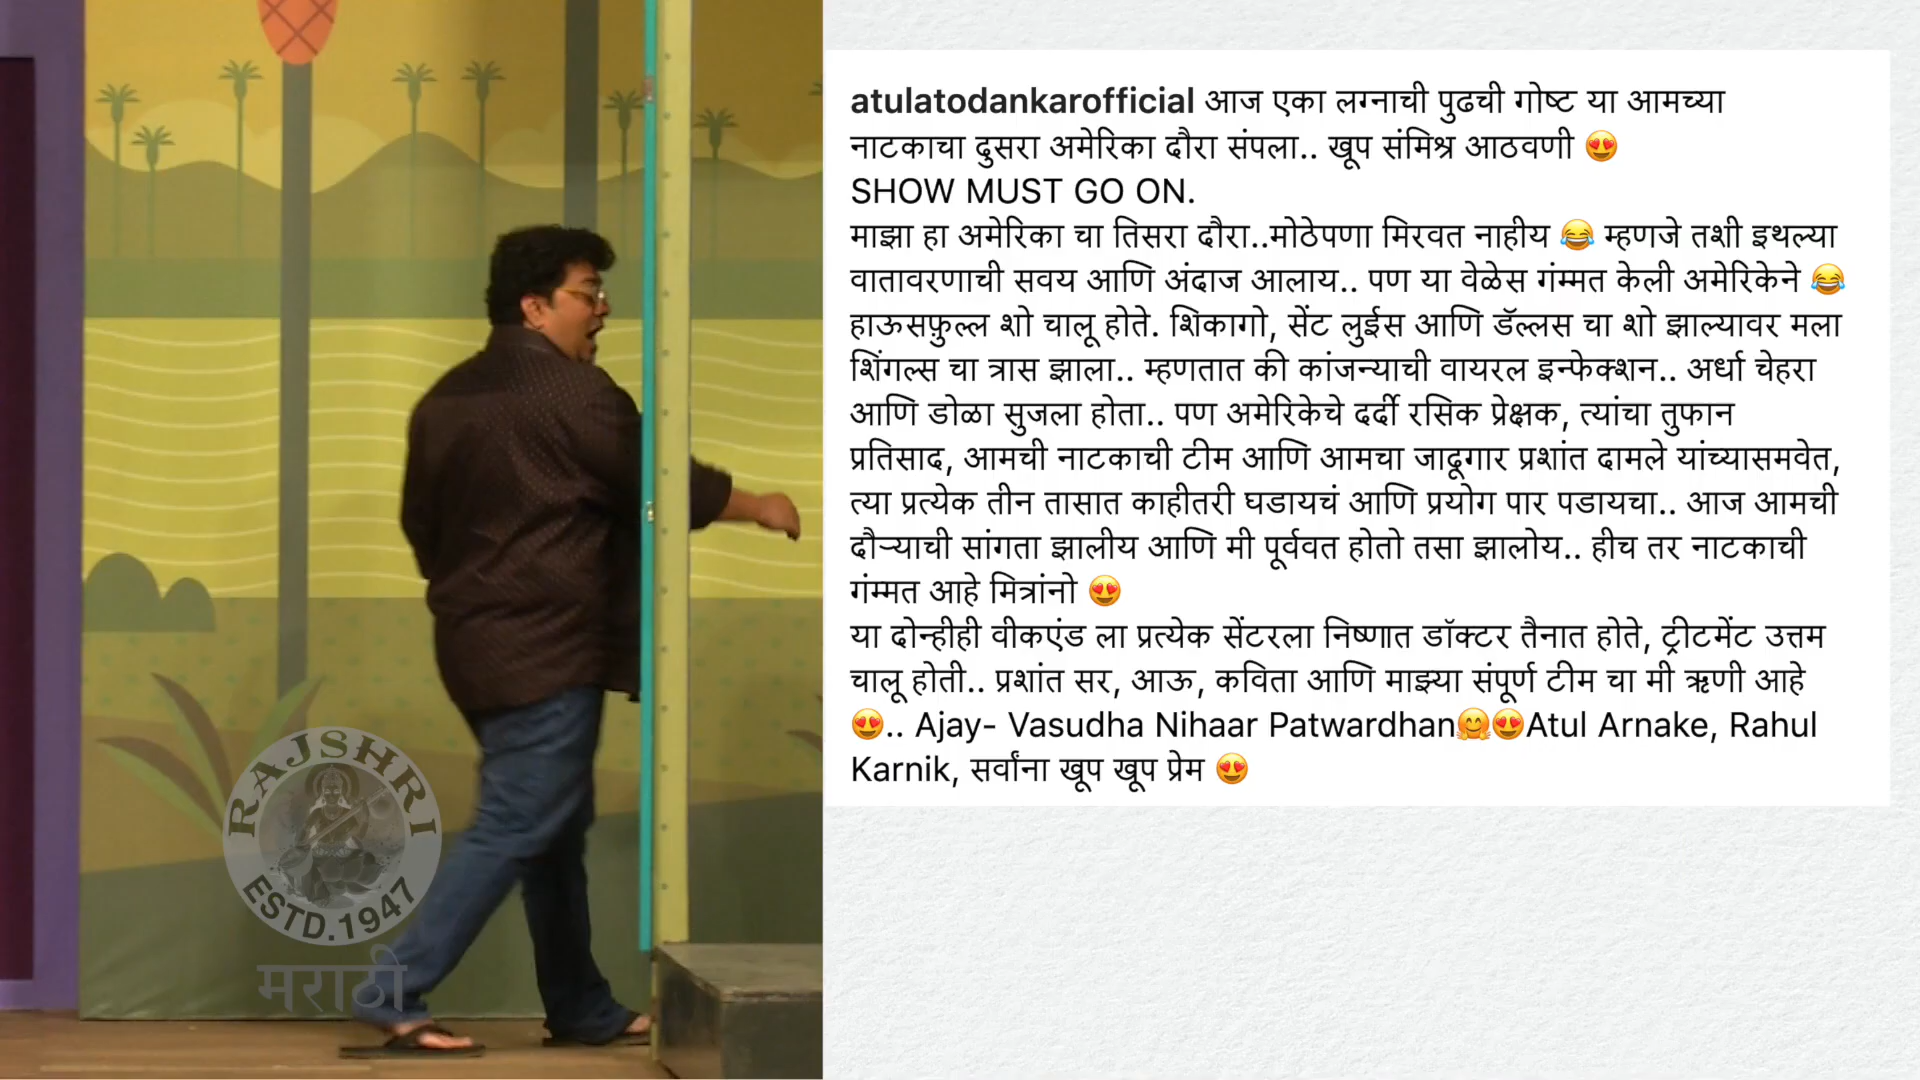 atulatodankarofficial आज एका लग्नाची पुढची गोष्ट या आमच्या
नाटकाचा दुसरा अमेरिका दौरा संपला.. खूप संमिश्र आठवणी 😍
SHOW MUST GO ON.
माझा हा अमेरिका चा तिसरा दौरा..मोठेपणा मिरवत नाहीय 😂 म्हणजे तशी इथल्या
वातावरणाची सवय आणि अंदाज आलाय.. पण या वेळेस गंम्मत केली अमेरिकेने 😂
हाऊसफुल्ल शो चालू होते. शिकागो, सेंट लुईस आणि डॅल्लस चा शो झाल्यावर मला
शिंगल्स चा त्रास झाला.. म्हणतात की कांजन्याची वायरल इन्फेक्शन.. अर्धा चेहरा
आणि डोळा सुजला होता.. पण अमेरिकेचे दर्दी रसिक प्रेक्षक, त्यांचा तुफान
प्रतिसाद, आमची नाटकाची टीम आणि आमचा जादूगार प्रशांत दामले यांच्यासमवेत,
त्या प्रत्येक तीन तासात काहीतरी घडायचं आणि प्रयोग पार पडायचा.. आज आमची
दौऱ्याची सांगता झालीय आणि मी पूर्ववत होतो तसा झालोय.. हीच तर नाटकाची
गंम्मत आहे मित्रांनो 😍
या दोन्हीही वीकएंड ला प्रत्येक सेंटरला निष्णात डॉक्टर तैनात होते, ट्रीटमेंट उत्तम
चालू होती.. प्रशांत सर, आऊ, कविता आणि माझ्या संपूर्ण टीम चा मी ऋणी आहे
😍.. Ajay- Vasudha Nihaar Patwardhan🤗😍Atul Arnake, Rahul
Karnik, सर्वांना खूप खूप प्रेम 😍
RAJSHRI
ESTD.1947
मराठी